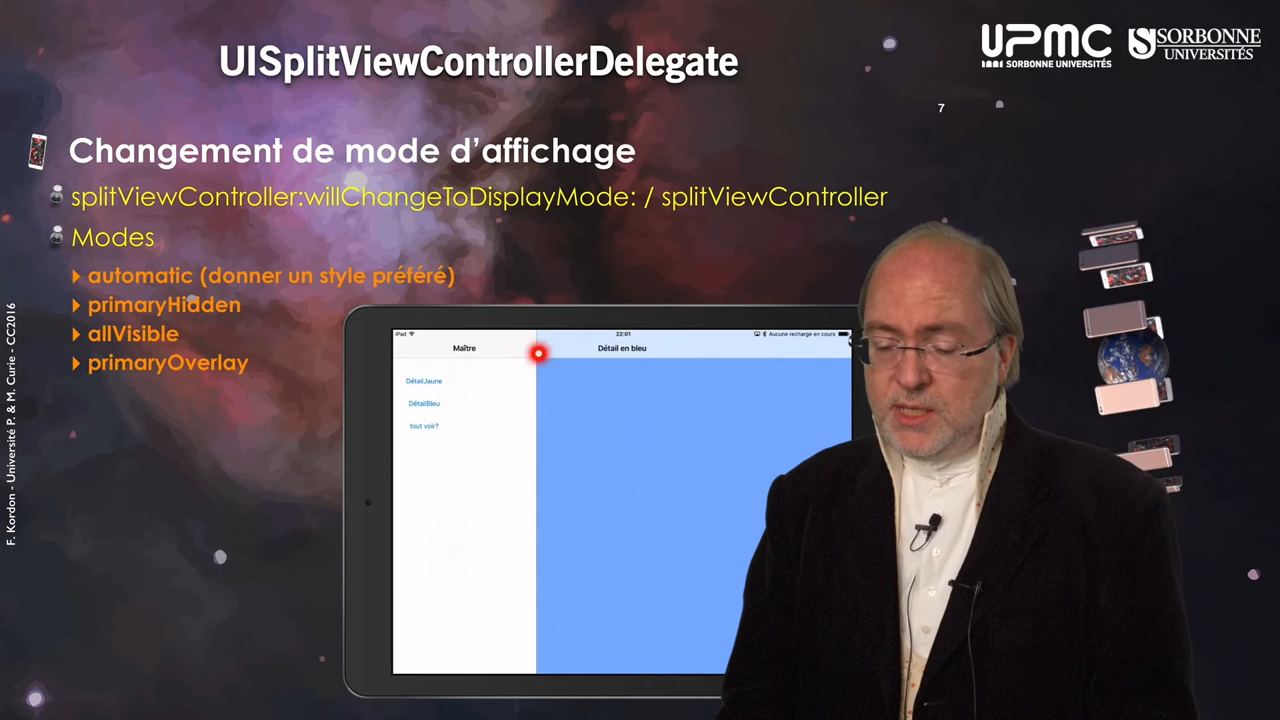 UISplitViewControllerDelegate
UPMC
SORBONNE UNIVERSITÉS
SORBONNE
UNIVERSITÉS
7
Changement de mode d’affichage
splitViewController:willChangeToDisplayMode: / splitViewController
Modes
automatic (donner un style préféré)
primaryHidden
allVisible
primaryOverlay
iPad
22:01
Aucune recharge en cours
Maître
Détail en bleu
DétailJaune
DétailBleu
tout voir?
F. Kordon - Université P. & M. Curie - CC2016